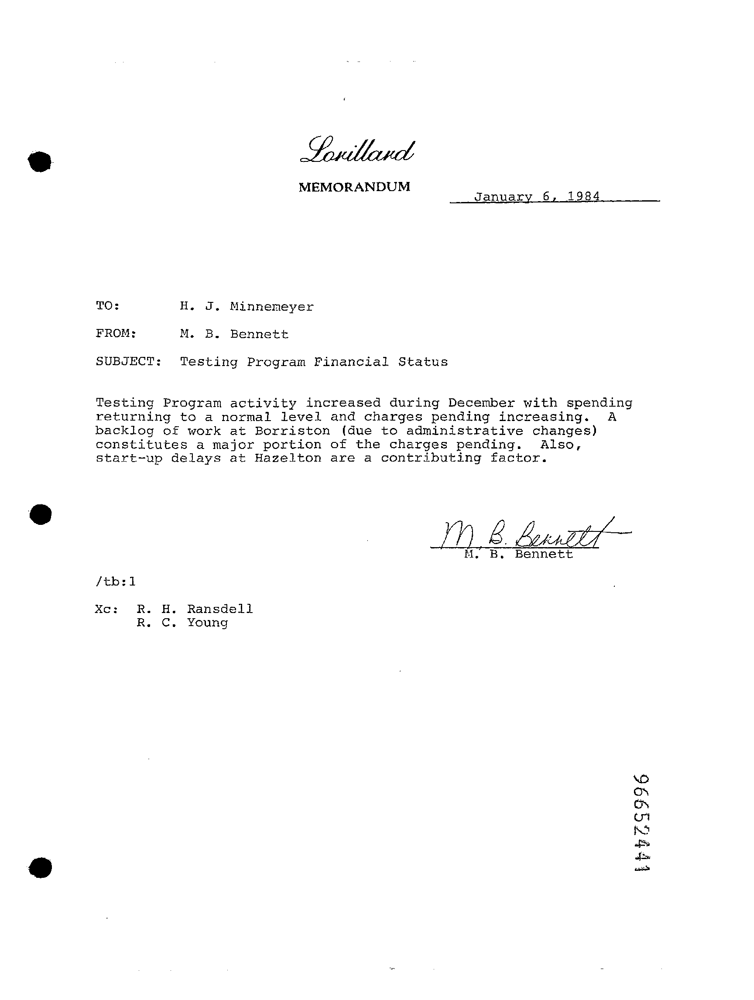 Lorillard
MEMORANDUM
January 6, 1984
TO: H. J. Minnemeyer
FROM: M. B. Bennett
SUBJECT: Testing Program Financial Status
Testing Program activity increased during December with spending
returning to a normal level and charges pending increasing. A
backlog of work at Borriston (due to administrative changes)
constitutes a major portion of the charges pending. Also,
start-up delays at Hazelton are a contributing factor.
M. B. Bennett
M. B. Bennett
/tb:1
Xc: R. H. Ransdell
R. C. Young
96652441